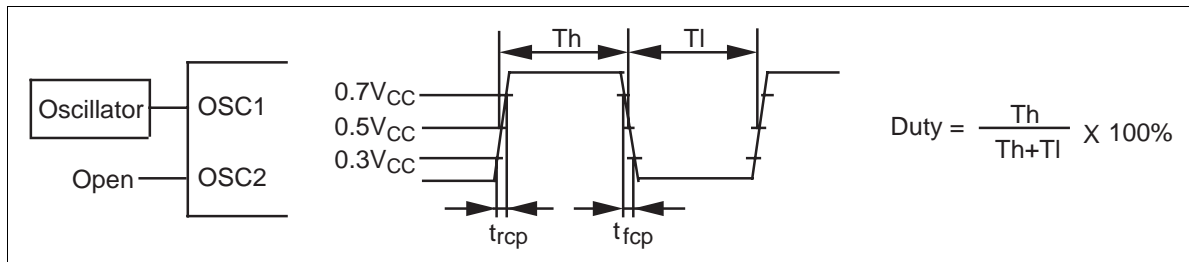 Oscillator
OSC1
Open
OSC2
Th
Tl
0.7VCC
0.5VCC
0.3VCC
trcp
tfcp
Duty = Th / Th+Tl X 100%